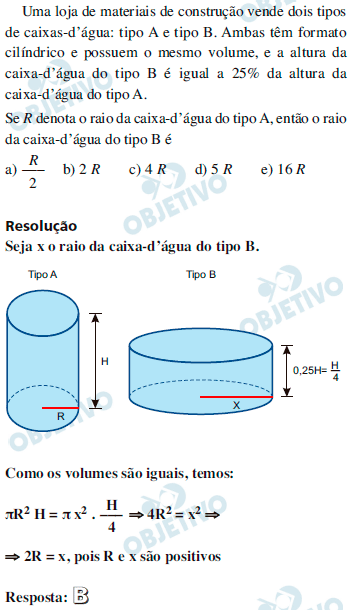 Uma loja de materiais de construção vende dois tipos
de caixas-d’água: tipo A e tipo B. Ambas têm formato
cilíndrico e possuem o mesmo volume, e a altura da
caixa-d’água do tipo B é igual a 25% da altura da
caixa-d’água do tipo A.
Se R denota o raio da caixa-d’água do tipo A, então o raio
da caixa-d’água do tipo B é
a) R/2 b) 2 R c) 4 R d) 5 R e) 16 R
OBJETIVO
Resolução
Seja x o raio da caixa-d’água do tipo B.
Tipo A Tipo B
H
R
0,25H= H/4
X
Como os volumes são iguais, temos:
πR² H = π x² . H/4 ⇒ 4R² = x² ⇒
⇒ 2R = x, pois R e x são positivos
Resposta: B